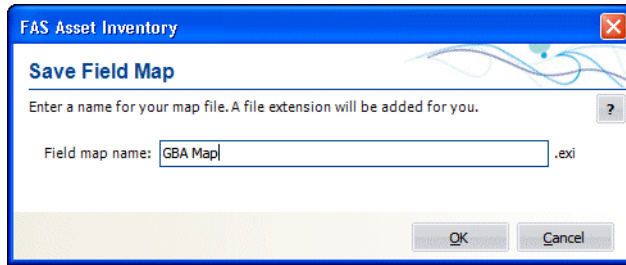 FAS Asset Inventory
Save Field Map
Enter a name for your map file. A file extension will be added for you.
?
Field map name: GBA Map .exi
OK Cancel